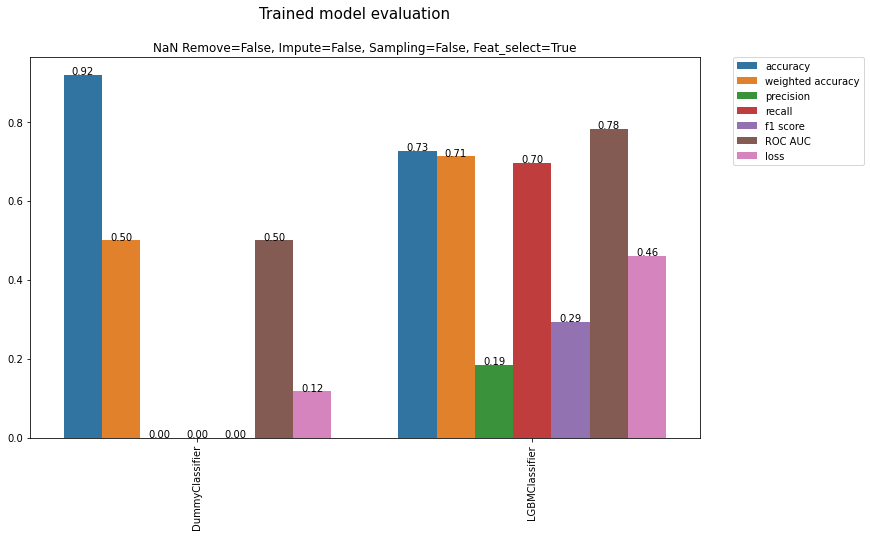 Trained model evaluation
NaN Remove=False, Impute=False, Sampling=False, Feat_select=True
0.92
0.50
0.00
0.00
0.00
0.50
0.12
0.73
0.71
0.19
0.70
0.29
0.78
0.46
0.8
0.6
0.4
0.2
0.0
DummyClassifier
LGBMClassifier
accuracy
weighted accuracy
precision
recall
f1 score
ROC AUC
loss